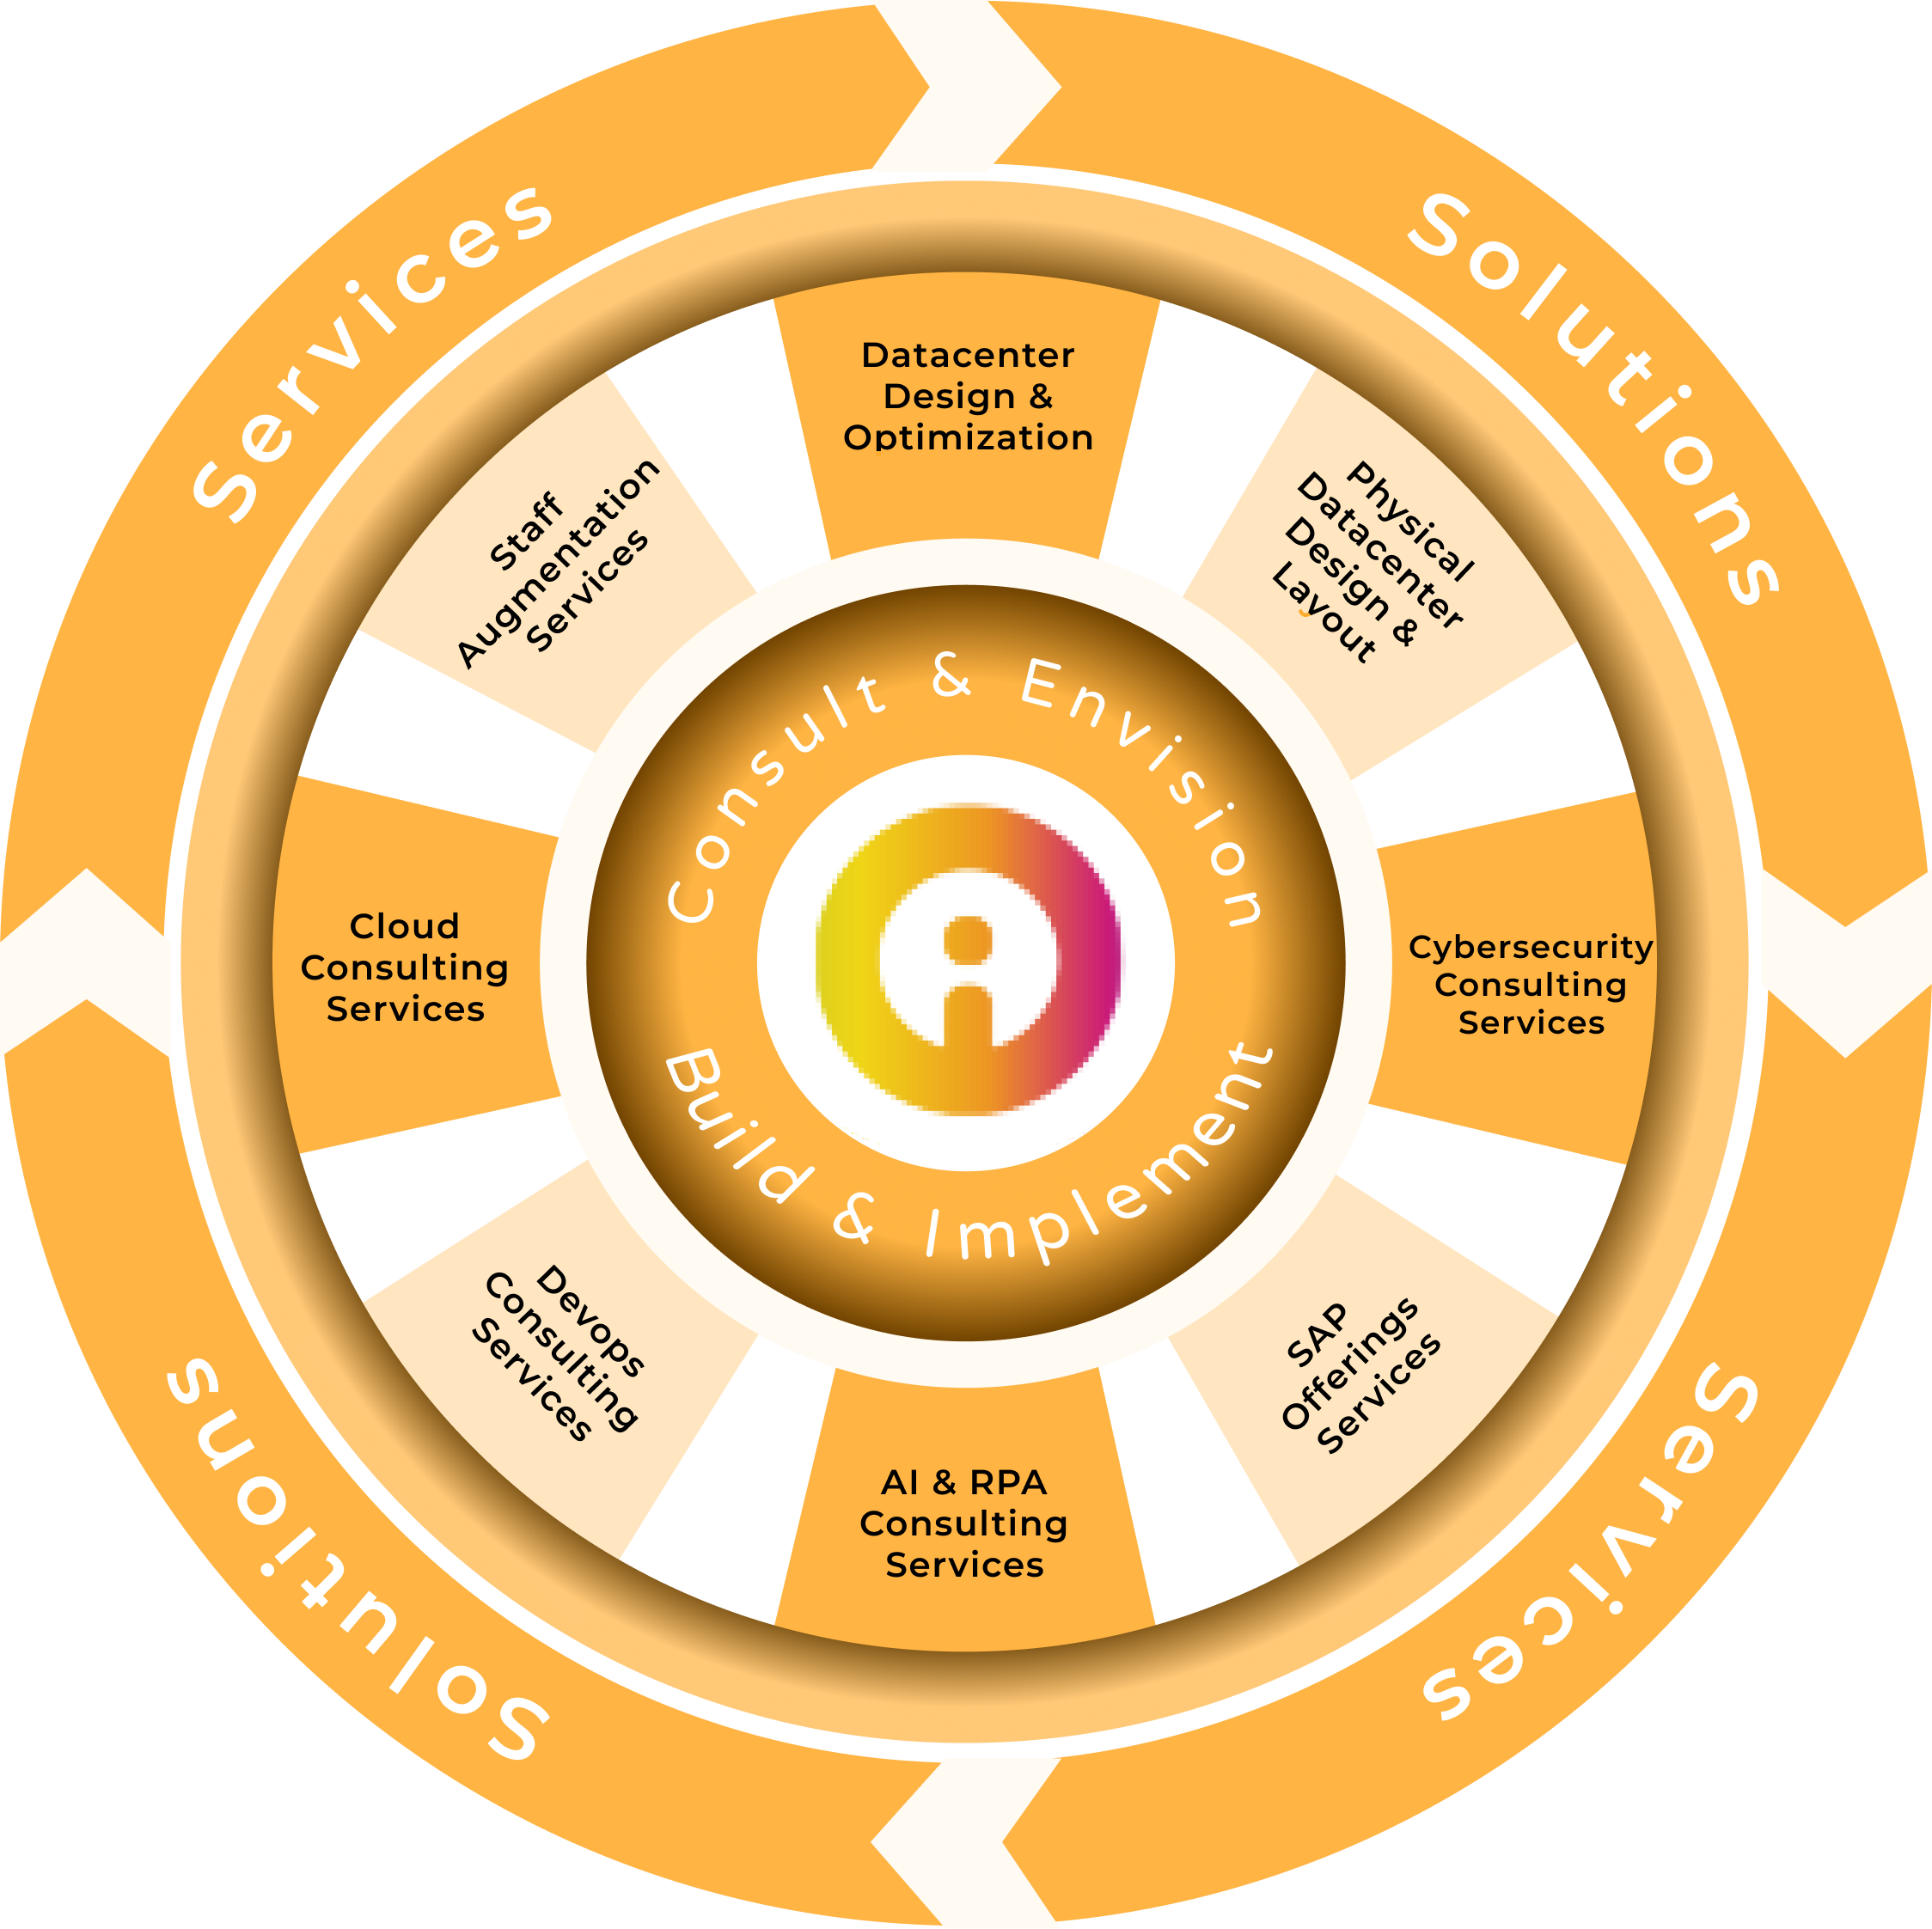 Services
Solutions
Services
Solutions
Datacenter
Design &
Optimization
Physical
Datacenter
Design &
Layout
Cybersecurity
Consulting
Services
SAP
Offerings
Services
AI & RPA
Consulting
Services
Devops
Consulting
Services
Cloud
Consulting
Services
Staff
Augmentation
Services
Consult & Envision
Build & Implement